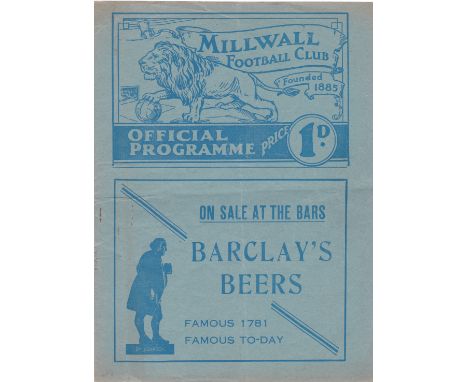 MILLWALL
FOOTBALL CLUB
Founded
1885
OFFICIAL
PROGRAMME
PRICE
1D.
ON SALE AT THE BARS
BARCLAY'S
BEERS
FAMOUS 1781
FAMOUS TO-DAY